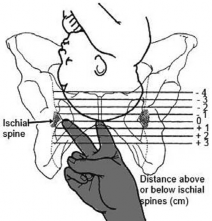 - 4
- 3
- 2
- 1
0
+ 1
+ 2
+ 3
Ischial
spine
Distance above
or below ischial
spines (cm)